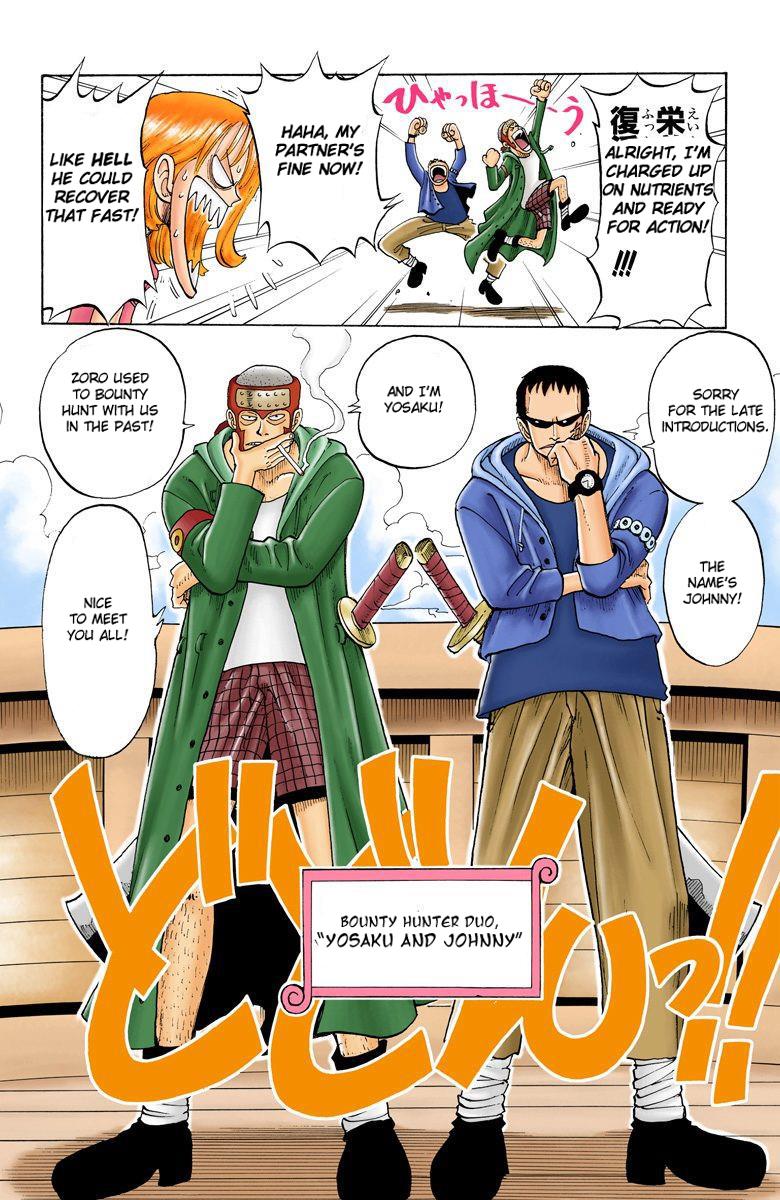 復栄
ふっ えい
ALRIGHT, I'M
CHARGED UP
ON NUTRIENTS
AND READY
FOR ACTION!
!!!
ひゃっほーーう
HAHA, MY
PARTNER'S
FINE NOW!
LIKE HELL
HE COULD
RECOVER
THAT FAST!
SORRY
FOR THE LATE
INTRODUCTIONS.
THE
NAME'S
JOHNNY!
AND I'M
YOSAKU!
ZORO USED
TO BOUNTY
HUNT WITH US
IN THE PAST!
NICE
TO MEET
YOU ALL!
どどんっ!!
BOUNTY HUNTER DUO,
"YOSAKU AND JOHNNY"